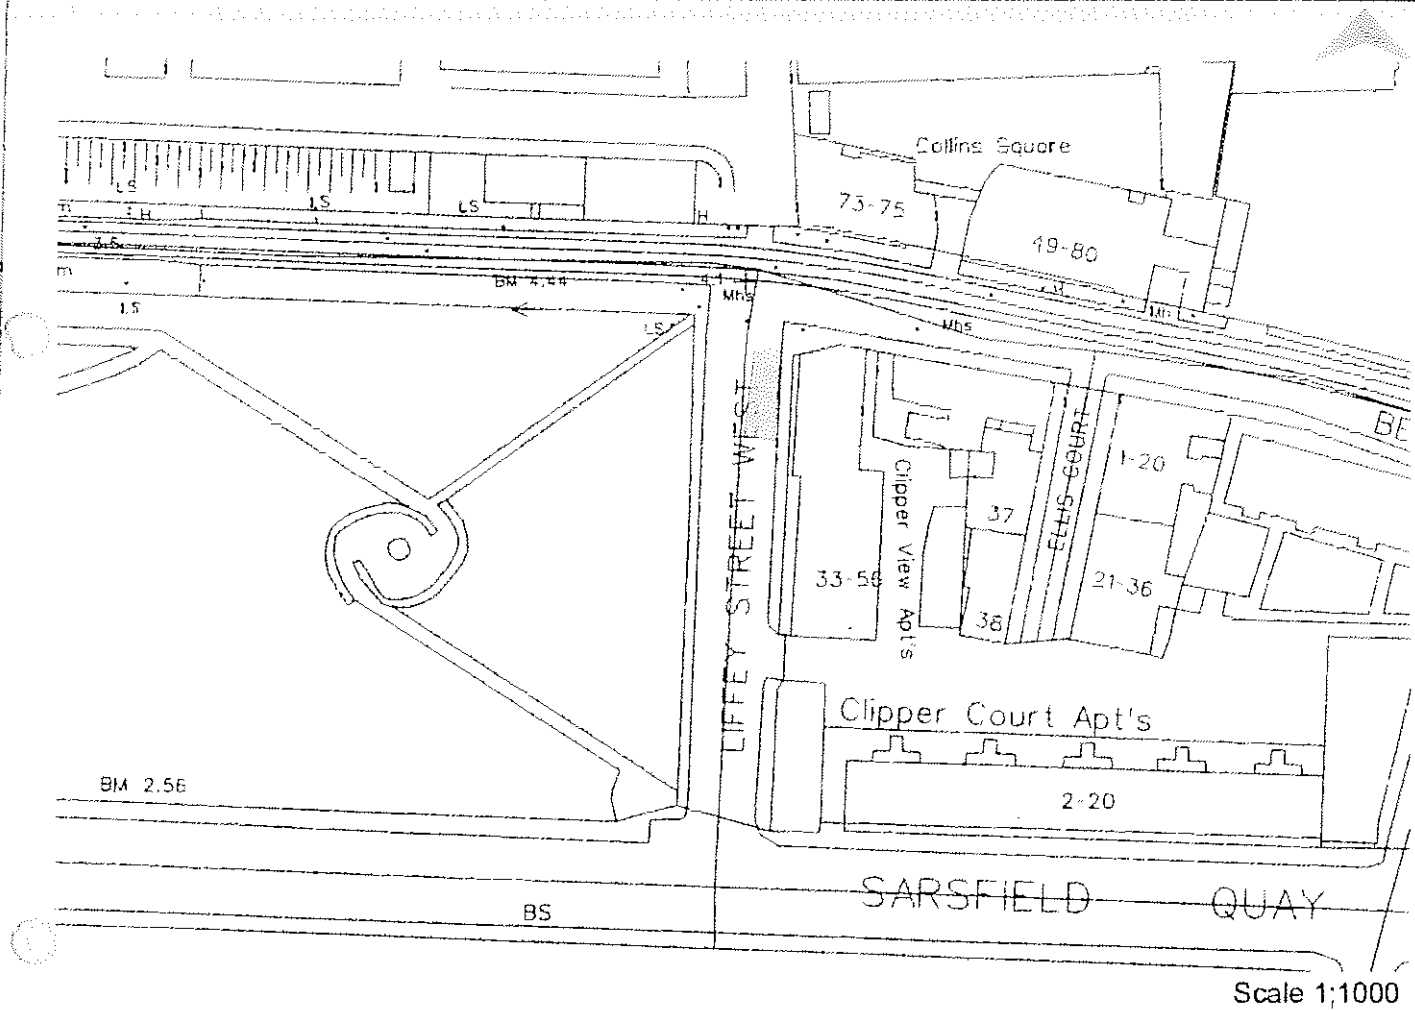 Collins Square
73-75
49-80
LS
LS
LS
H
H
m
BM 4.44
Mhs
LS
LS
Mhs
Mh
BE
LIFFEY STREET WEST
ELLIS COURT
1-20
37
Clipper View Apt's
33-56
21-36
38
Clipper Court Apt's
BM 2.56
2-20
SARSFIELD QUAY
BS
Scale 1;1000